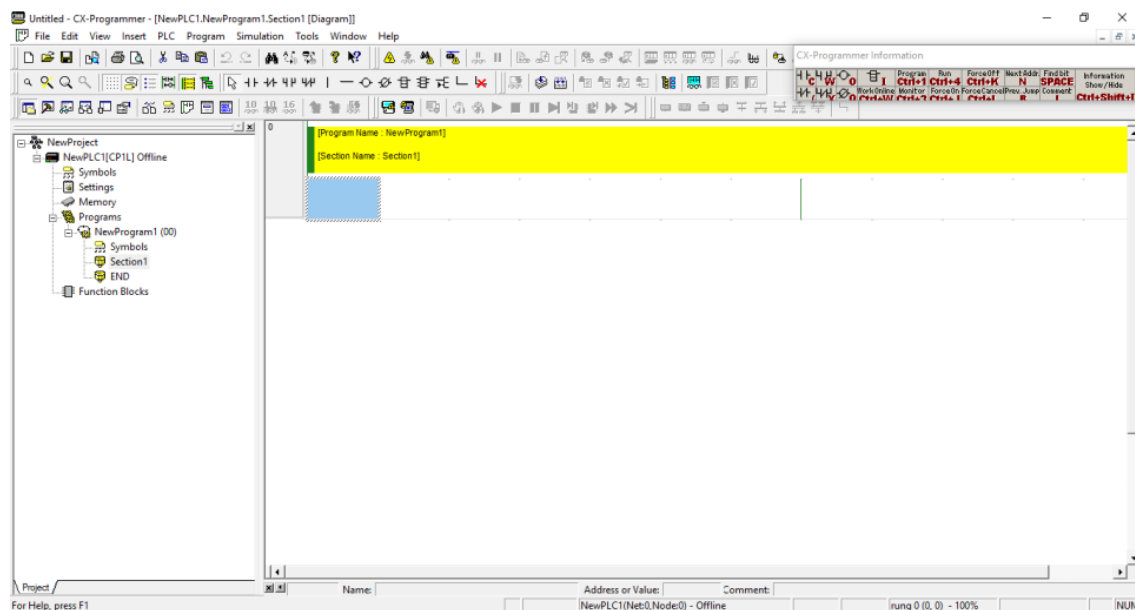 Untitled - CX-Programmer - [NewPLC1.NewProgram1.Section1 [Diagram]]
File Edit View Insert PLC Program Simulation Tools Window Help
CX-Programmer Information
Program Run Force Off Next Addr. Find bit Information
C W O I Ctrl+1 Ctrl+4 Ctrl+K N SPACE Show/Hide
Work Online Monitor Force On Force Cancel Prev. Jump Comment Ctrl+Shift+I
10 10 16
0
[Program Name : NewProgram1]
[Section Name : Section1]
NewProject
NewPLC1[CP1L] Offline
Symbols
Settings
Memory
Programs
NewProgram1 (00)
Symbols
Section1
END
Function Blocks
Project
Name:
Address or Value:
Comment:
For Help, press F1
NewPLC1(Net:0,Node:0) - Offline
rung 0 (0, 0) - 100%
NUI